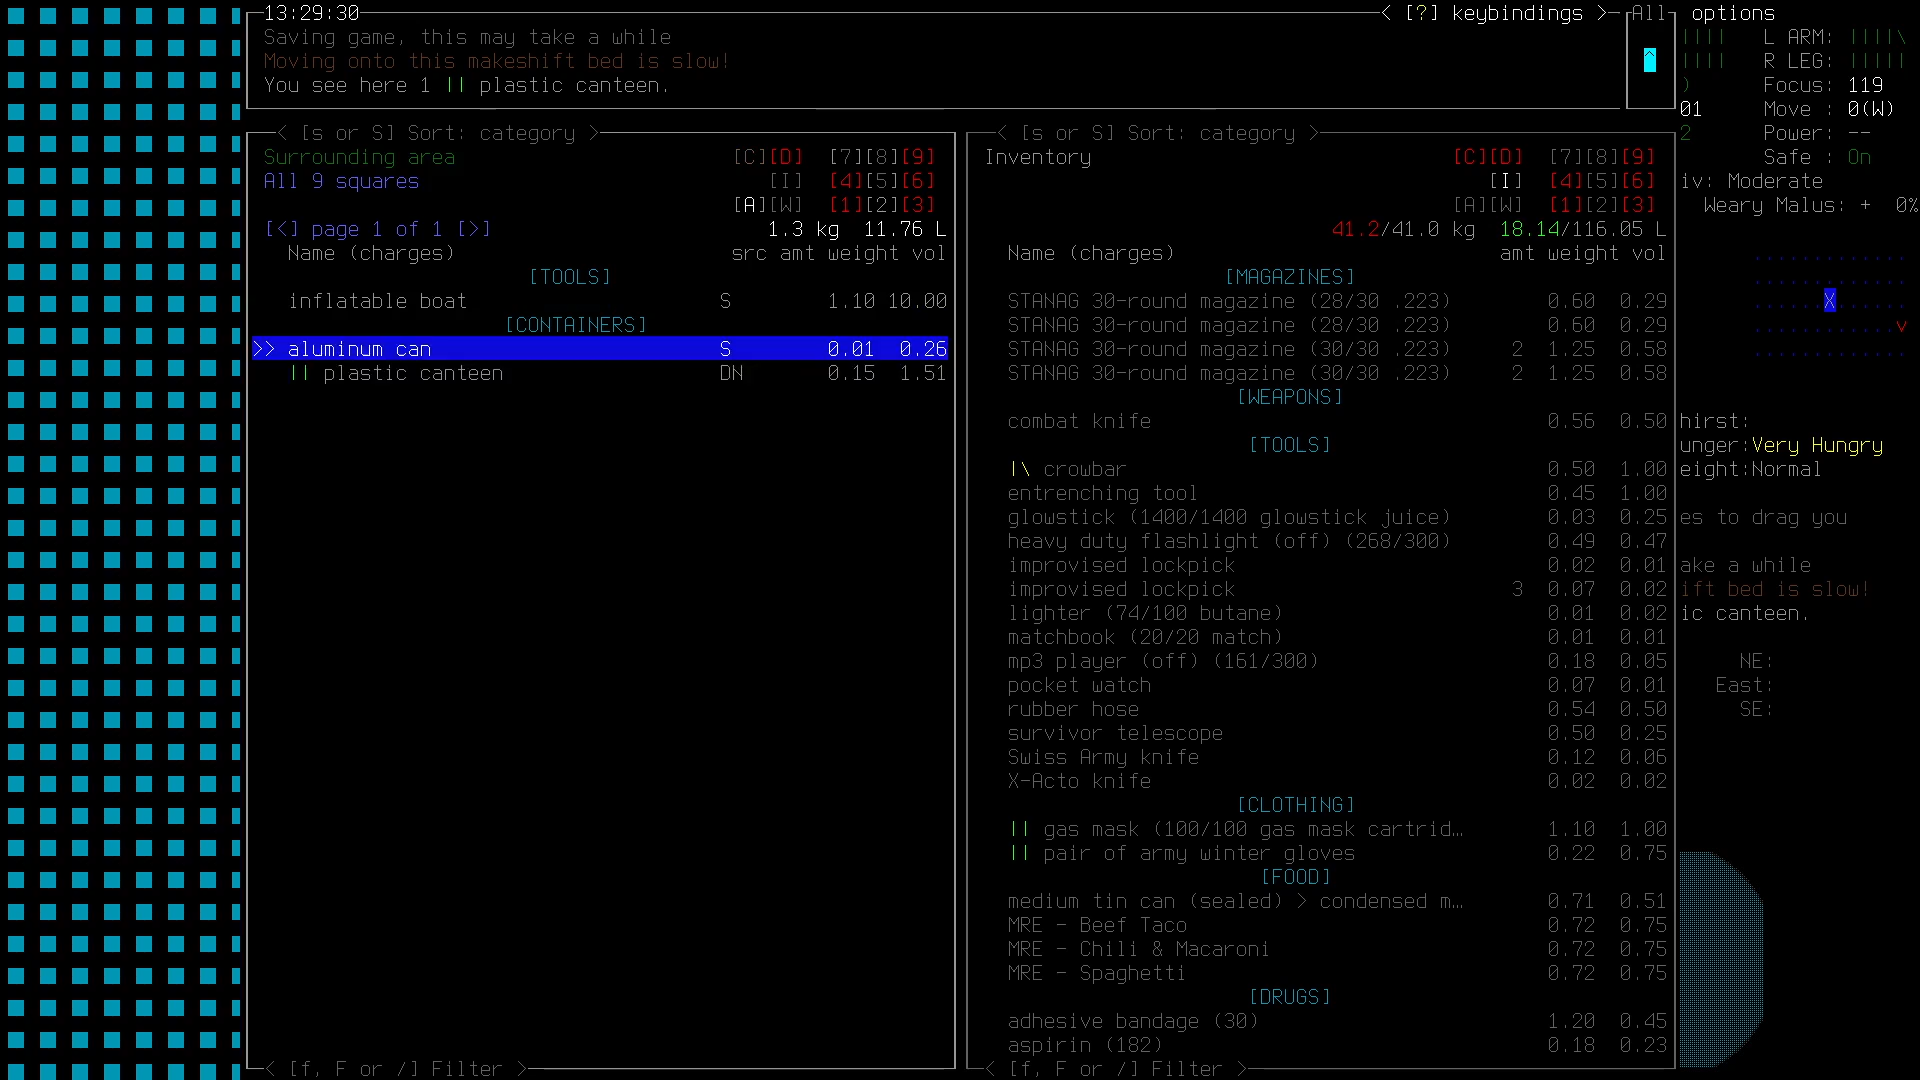 13:29:30 < [?] keybindings > All options
Saving game, this may take a while
Moving onto this makeshift bed is slow!
You see here 1 || plastic canteen.
^
|||| L ARM: ||||\
|||| R LEG: |||||
) Focus: 119
01 Move : 0(W)
2 Power: --
Safe : On
iv: Moderate
Weary Malus: + 0%
X
v
hirst:
unger:Very Hungry
eight:Normal
es to drag you
ake a while
ift bed is slow!
ic canteen.
NE:
East:
SE:
< [s or S] Sort: category >
Surrounding area [C][D] [7][8][9]
All 9 squares [I] [4][5][6]
[A][W] [1][2][3]
[<] page 1 of 1 [>] 1.3 kg 11.76 L
Name (charges) src amt weight vol
[TOOLS]
inflatable boat S 1.10 10.00
[CONTAINERS]
>> aluminum can S 0.01 0.26
|| plastic canteen DN 0.15 1.51
< [f, F or /] Filter >
< [s or S] Sort: category >
Inventory [C][D] [7][8][9]
[I] [4][5][6]
[A][W] [1][2][3]
41.2/41.0 kg 18.14/116.05 L
Name (charges) amt weight vol
[MAGAZINES]
STANAG 30-round magazine (28/30 .223) 0.60 0.29
STANAG 30-round magazine (28/30 .223) 0.60 0.29
STANAG 30-round magazine (30/30 .223) 2 1.25 0.58
STANAG 30-round magazine (30/30 .223) 2 1.25 0.58
[WEAPONS]
combat knife 0.56 0.50
[TOOLS]
|\ crowbar 0.50 1.00
entrenching tool 0.45 1.00
glowstick (1400/1400 glowstick juice) 0.03 0.25
heavy duty flashlight (off) (268/300) 0.49 0.47
improvised lockpick 0.02 0.01
improvised lockpick 3 0.07 0.02
lighter (74/100 butane) 0.01 0.02
matchbook (20/20 match) 0.01 0.01
mp3 player (off) (161/300) 0.18 0.05
pocket watch 0.07 0.01
rubber hose 0.54 0.50
survivor telescope 0.50 0.25
Swiss Army knife 0.12 0.06
X-Acto knife 0.02 0.02
[CLOTHING]
|| gas mask (100/100 gas mask cartrid… 1.10 1.00
|| pair of army winter gloves 0.22 0.75
[FOOD]
medium tin can (sealed) > condensed m… 0.71 0.51
MRE - Beef Taco 0.72 0.75
MRE - Chili & Macaroni 0.72 0.75
MRE - Spaghetti 0.72 0.75
[DRUGS]
adhesive bandage (30) 1.20 0.45
aspirin (182) 0.18 0.23
< [f, F or /] Filter >